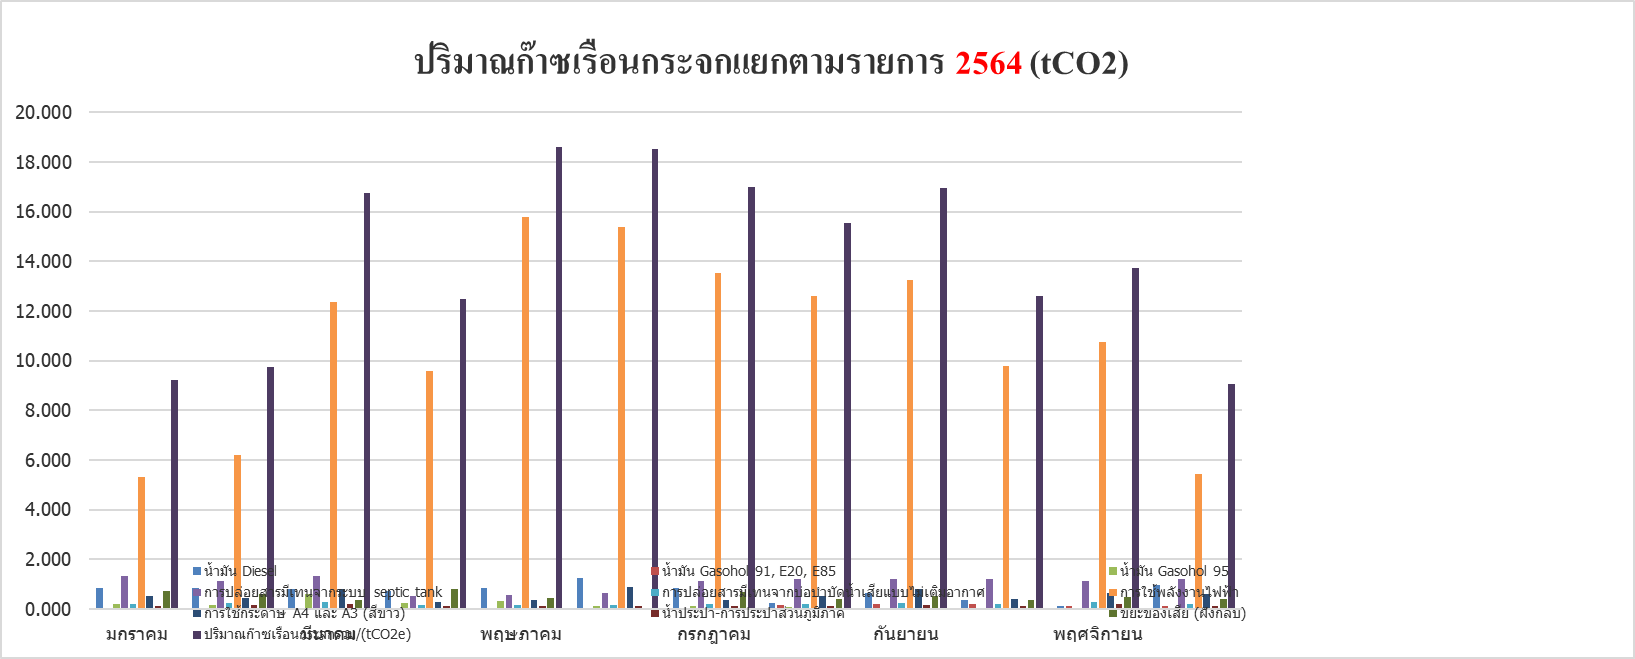 ปริมาณก๊าซเรือนกระจกแยกตามรายการ 2564 (tCO2)
20.000
18.000
16.000
14.000
12.000
10.000
8.000
6.000
4.000
2.000
0.000
น้ำมัน Diesel
น้ำมัน Gasohol 91, E20, E85
น้ำมัน Gasohol 95
การปล่อยสารมีเทนจากระบบ septic tank
การปล่อยสารมีเทนจากบ่อบำบัดน้ำเสียแบบไม่เติมอากาศ
การใช้พลังงานไฟฟ้า
การใช้กระดาษ A4 และ A3 (สีขาว)
น้ำประปา-การประปาส่วนภูมิภาค
ขยะของเสีย (ฝังกลบ)
มกราคม มีนาคม พฤษภาคม กรกฎาคม กันยายน พฤศจิกายน
ปริมาณก๊าซเรือนกระจกรวม/(tCO2e)